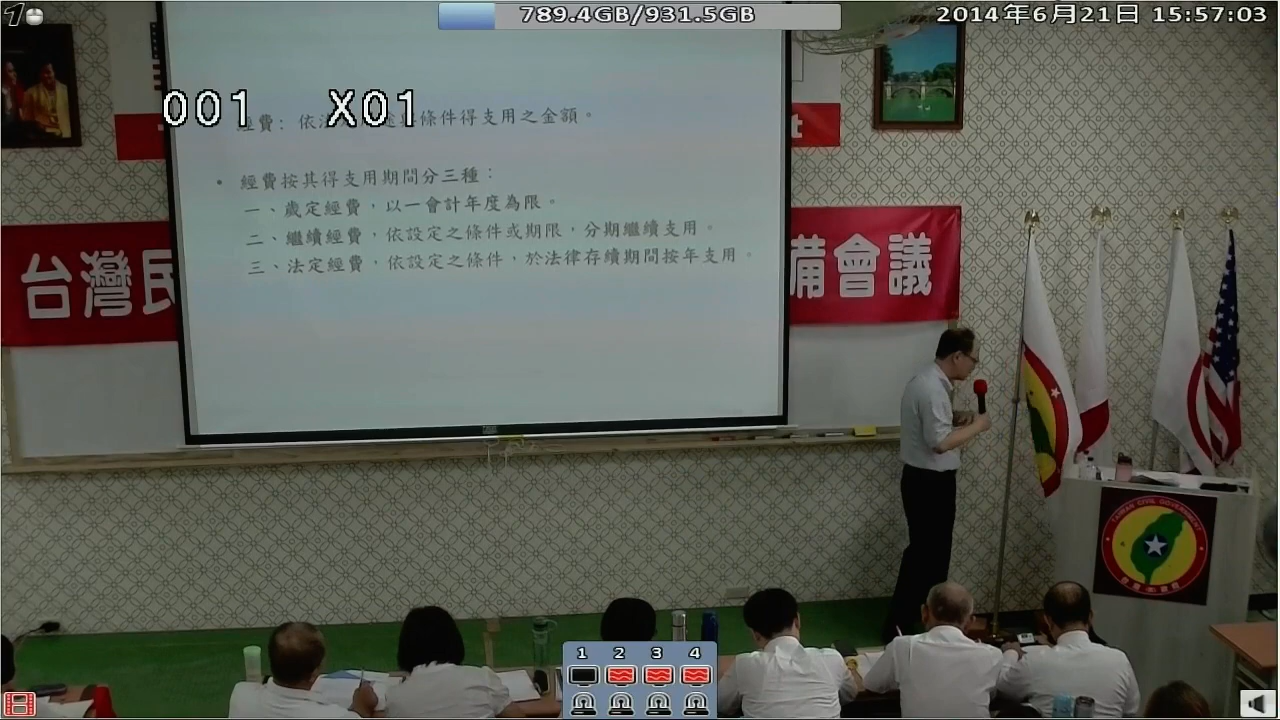 789.4GB/931.5GB
2014年6月21日 15:57:03
001 X01
經費：依
條件得支用之金額。
• 經費按其得支用期間分三種：
一、歲定經費，以一會計年度為限。
二、繼續經費，依設定之條件或期限，分期繼續支用。
三、法定經費，依設定之條件，於法律存續期間按年支用。
台灣民
備會議
t
TAIWAN CIVIL GOVERNMENT
1 2 3 4